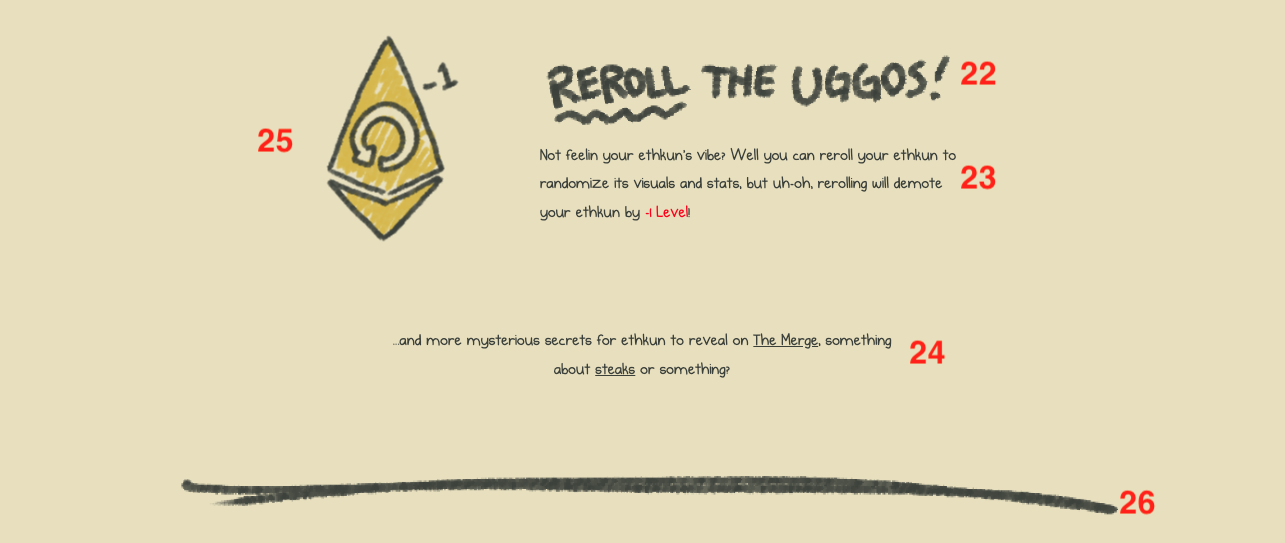 -1
REROLL THE UGGOS! 22
25
Not feelin your ethkun's vibe? Well you can reroll your ethkun to
randomize its visuals and stats, but uh-oh, rerolling will demote 23
your ethkun by -1 Level!
...and more mysterious secrets for ethkun to reveal on The Merge, something
24
about steaks or something?
26